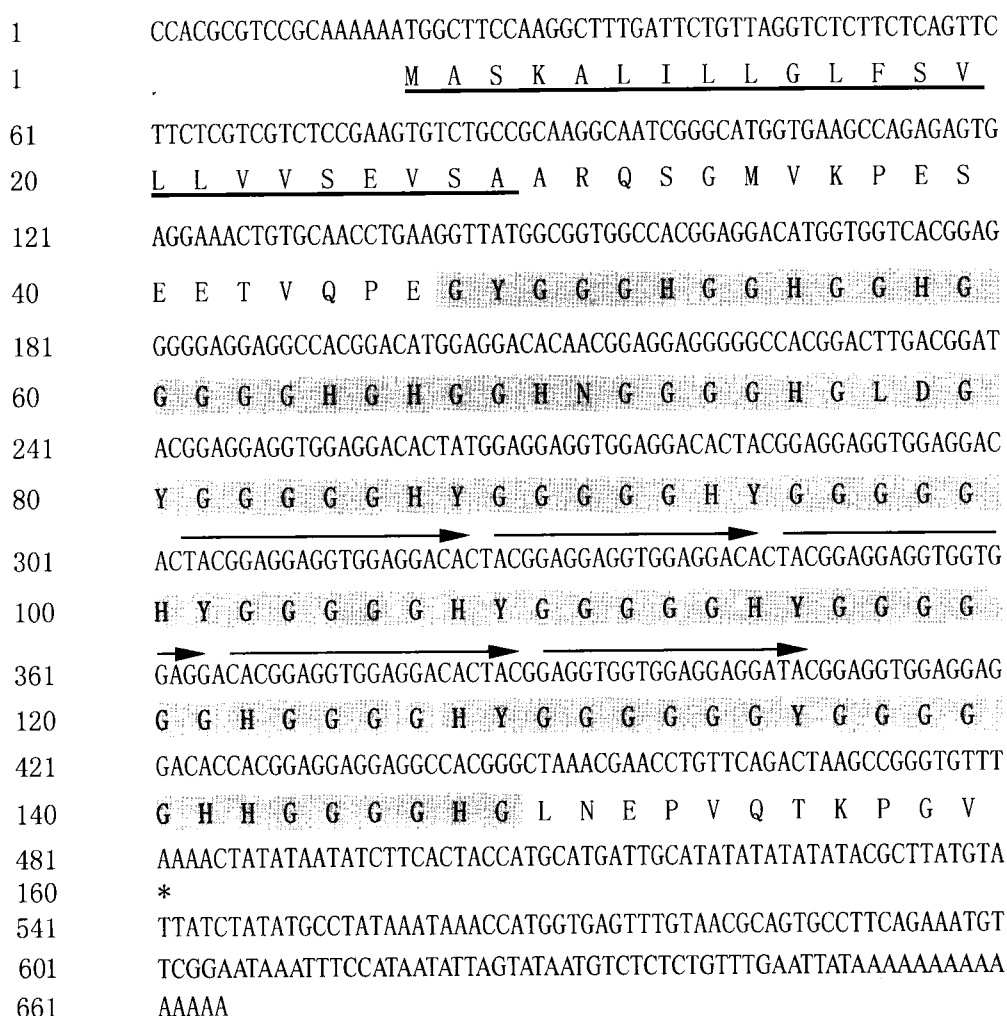 1 CCACGCGTCCGCAAAAAATGGCTTCCAAGGCTTTGATTCTGTTAGGTCTCTTCTCAGTTC
1 M A S K A L I L L G L F S V
61 TTCTCGTCGTCTCCGAAGTGTCTGCCGCAAGGCAATCGGGCATGGTGAAGCCAGAGAGTG
20 L L V V S E V S A A R Q S G M V K P E S
121 AGGAAACTGTGCAACCTGAAGGTTATGGCGGTGGCCACGGAGGACATGGTGGTCACGGAG
40 E E T V Q P E G Y G G G H G G H G G H G
181 GGGGAGGAGGCCACGGACATGGAGGACACAACGGAGGAGGGGGCCACGGACTTGACGGAT
60 G G G G H G H G G H N G G G G H G L D G
241 ACGGAGGAGGTGGAGGACACTATGGAGGAGGTGGAGGACACTACGGAGGAGGTGGAGGAC
80 Y G G G G G H Y G G G G G H Y G G G G G
301 ACTACGGAGGAGGTGGAGGACACTACGGAGGAGGTGGAGGACACTACGGAGGAGGTGGTG
100 H Y G G G G G H Y G G G G G H Y G G G G
361 GAGGACACGGAGGTGGAGGACACTACGGAGGTGGTGGAGGAGGATACGGAGGTGGAGGAG
120 G G H G G G G H Y G G G G G G Y G G G G
421 GACACCACGGAGGAGGAGGCCACGGGCTAAACGAACCTGTTCAGACTAAGCCGGGTGTTT
140 G H H G G G G H G L N E P V Q T K P G V
481 AAAACTATATAATATCTTCACTACCATGCATGATTGCATATATATATATACGCTTATGTA
160 *
541 TTATCTATATGCCTATAAATAAACCATGGTGAGTTTGTAACGCAGTGCCTTCAGAAATGT
601 TCGGAATAAATTTCCATAATATTAGTATAATGTCTCTCTGTTTGAATTATAAAAAAAAAA
661 AAAAA